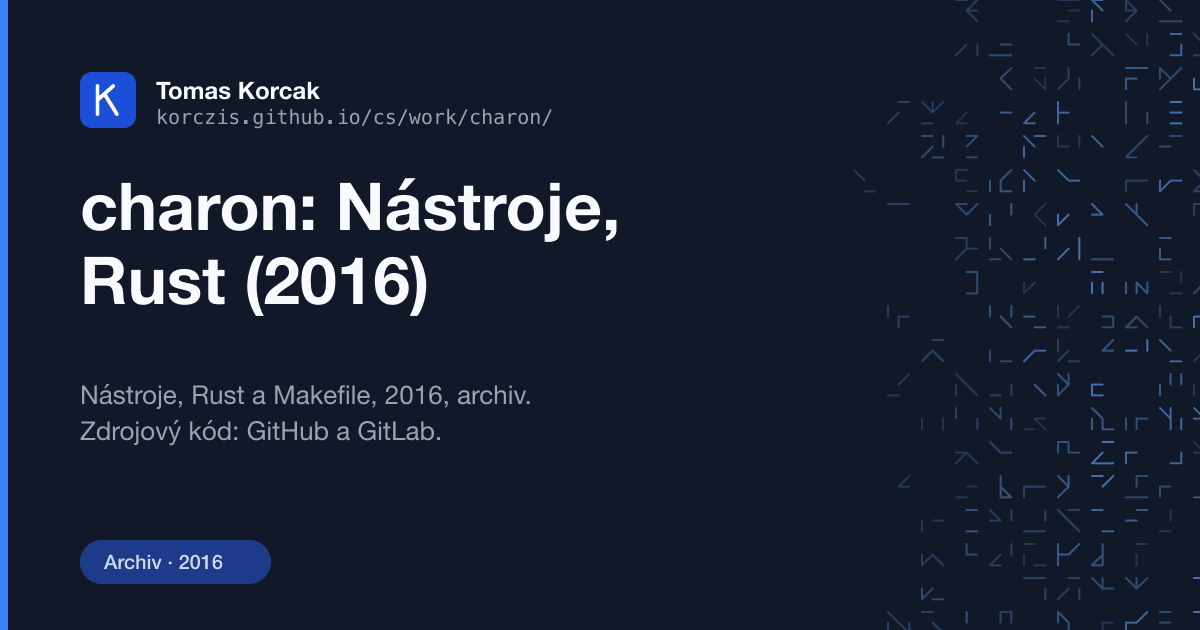 K
Tomas Korcak
korczis.github.io/cs/work/charon/
charon: Nástroje,
Rust (2016)
Nástroje, Rust a Makefile, 2016, archiv.
Zdrojový kód: GitHub a GitLab.
Archiv · 2016